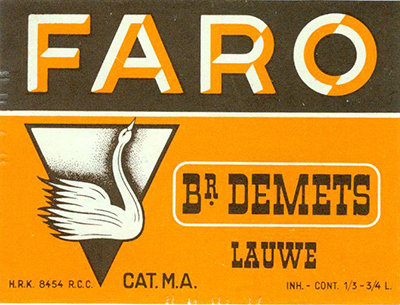 FARO
BR. DEMETS
LAUWE
H.R.K. 8454 R.C.C. CAT. M.A. INH. - CONT. 1/3 - 3/4 L.